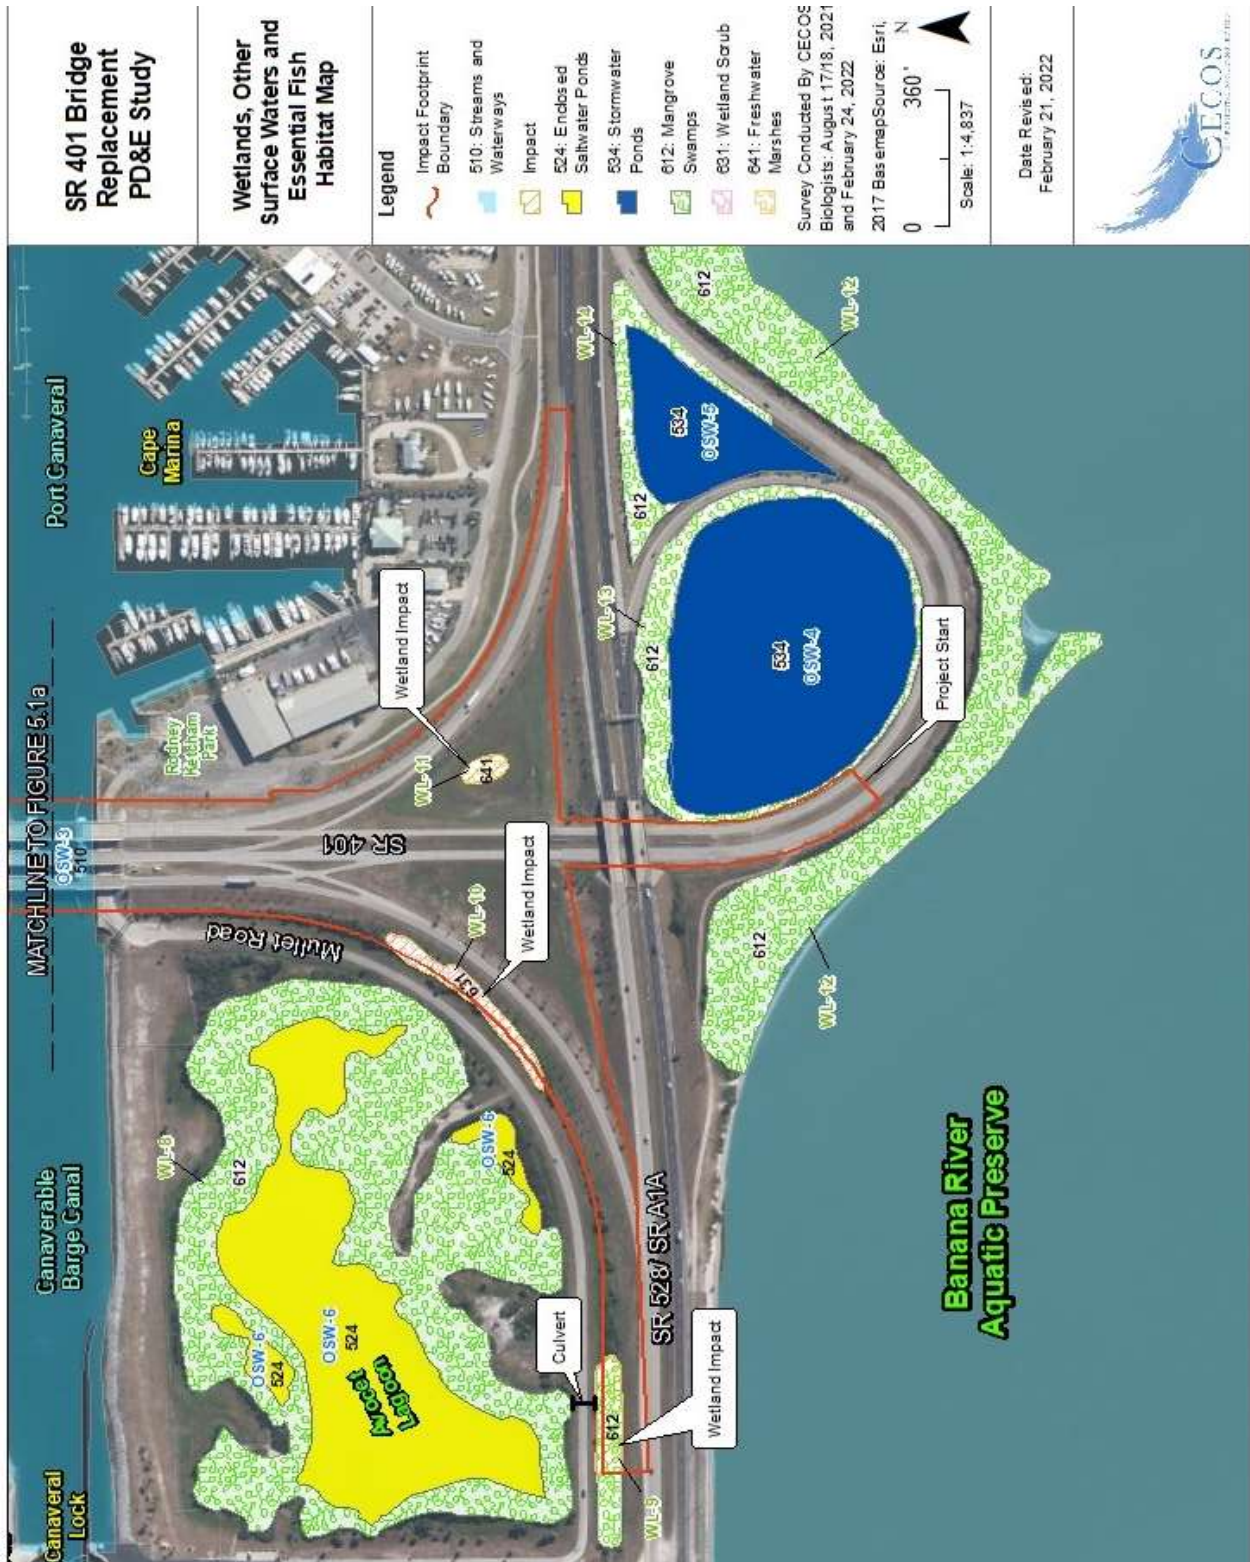 SR 401 Bridge
Replacement
PD&E Study
Wetlands, Other
Surface Waters and
Essential Fish
Habitat Map
Legend
Impact Footprint
Boundary
510: Streams and
Waterways
Impact
524: Enclosed
Saltwater Ponds
534: Stormwater
Ponds
612: Mangrove
Swamps
631: Wetland Scrub
641: Freshwater
Marshes
Survey Conducted By CECOS
Biologists: August 17/18, 2021
and February 24, 2022
2017 BasemapSource: Esri,
N
0 360 '
Scale: 1:4,837
Date Revised:
February 21, 2022
CECOS
Canaveral
Lock
Canaverable
Barge Canal
MATCHLINE TO FIGURE 5.1a
Port Canaveral
OSW-3
510
Rodney
Ketcham
Park
Cape
Marina
WL-8
612
OSW-6
524
OSW-6
524
Avocet
Lagoon
OSW-6
524
Mullet Road
SR 401
WL-10
631
Wetland Impact
WL-11
641
Wetland Impact
Culvert
612
WL-9
Wetland Impact
SR 528/ SR A1A
WL-13
612
612
WL-14
534
OSW-4
534
OSW-5
612
WL-12
612
WL-12
Project Start
Banana River
Aquatic Preserve